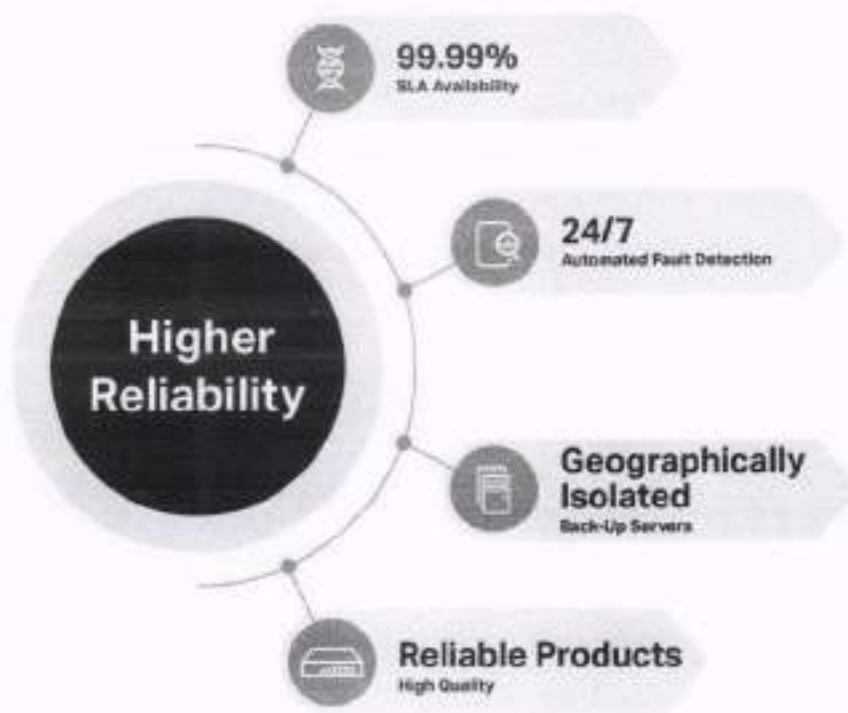 99.99%
SLA Availability
24/7
Automated Fault Detection
Higher
Reliability
Geographically
Isolated
Back-Up Servers
Reliable Products
High Quality